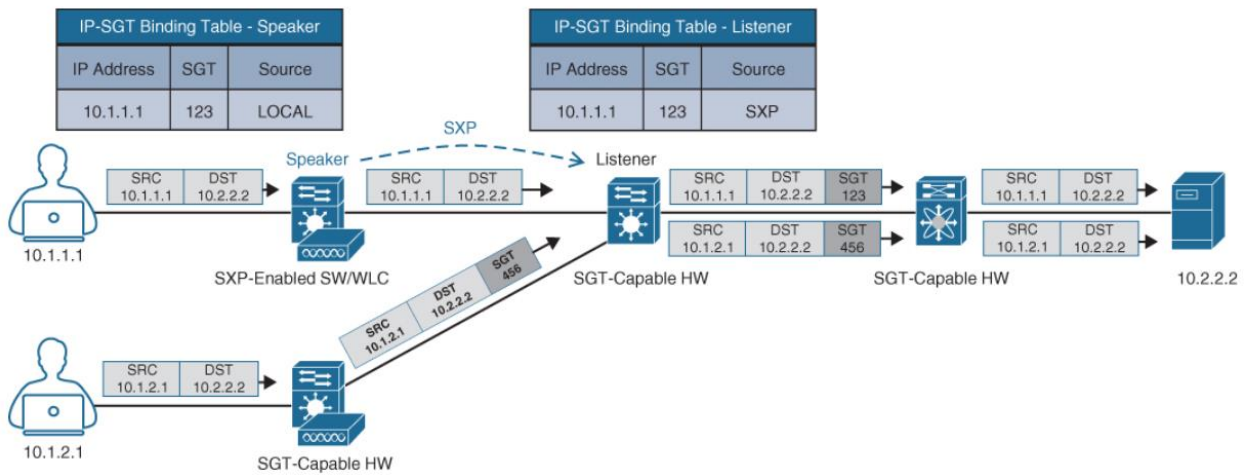 IP-SGT Binding Table - Speaker
IP Address SGT Source
10.1.1.1 123 LOCAL
IP-SGT Binding Table - Listener
IP Address SGT Source
10.1.1.1 123 SXP
SXP
Speaker
Listener
SRC DST
10.1.1.1 10.2.2.2
SRC DST
10.1.1.1 10.2.2.2
SRC DST SGT
10.1.1.1 10.2.2.2 123
SRC DST
10.1.1.1 10.2.2.2
SRC DST SGT
10.1.2.1 10.2.2.2 456
SRC DST
10.1.2.1 10.2.2.2
10.1.1.1
SXP-Enabled SW/WLC
SGT-Capable HW
SGT-Capable HW
10.2.2.2
SRC DST SGT
10.1.2.1 10.2.2.2 456
SRC DST
10.1.2.1 10.2.2.2
10.1.2.1
SGT-Capable HW